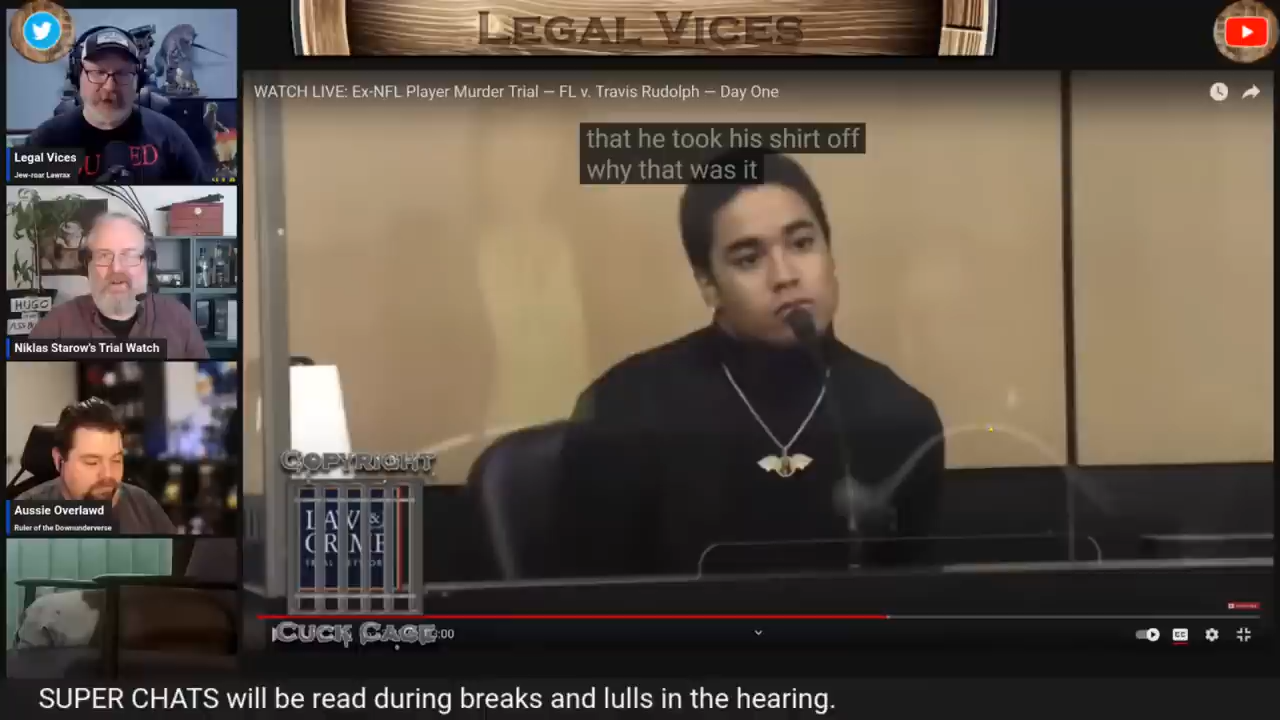 LEGAL VICES
WATCH LIVE: Ex-NFL Player Murder Trial — FL v. Travis Rudolph — Day One
that he took his shirt off
why that was it
Legal Vices
Jew-roar Lawrax
HUGO
Niklas Starow's Trial Watch
Aussie Overlawd
Ruler of the Downunderverse
COPYRIGHT
LAW &
CRIME
CUCK CAGE
:00
CC
SUPER CHATS will be read during breaks and lulls in the hearing.